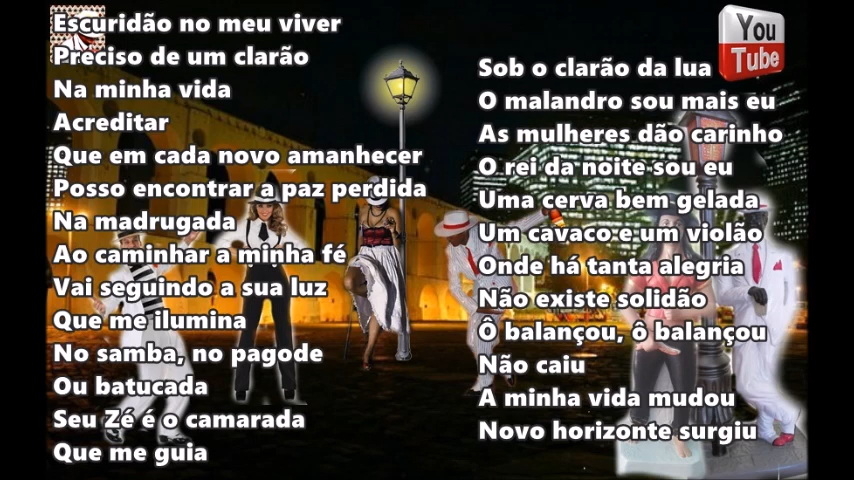 Escuridão no meu viver
Preciso de um clarão
Na minha vida
Acreditar
Que em cada novo amanhecer
Posso encontrar a paz perdida
Na madrugada
Ao caminhar a minha fé
Vai seguindo a sua luz
Que me ilumina
No samba, no pagode
Ou batucada
Seu Zé é o camarada
Que me guia
You
Tube
Sob o clarão da lua
O malandro sou mais eu
As mulheres dão carinho
O rei da noite sou eu
Uma cerva bem gelada
Um cavaco e um violão
Onde há tanta alegria
Não existe solidão
Ô balançou, ô balançou
Não caiu
A minha vida mudou
Novo horizonte surgiu